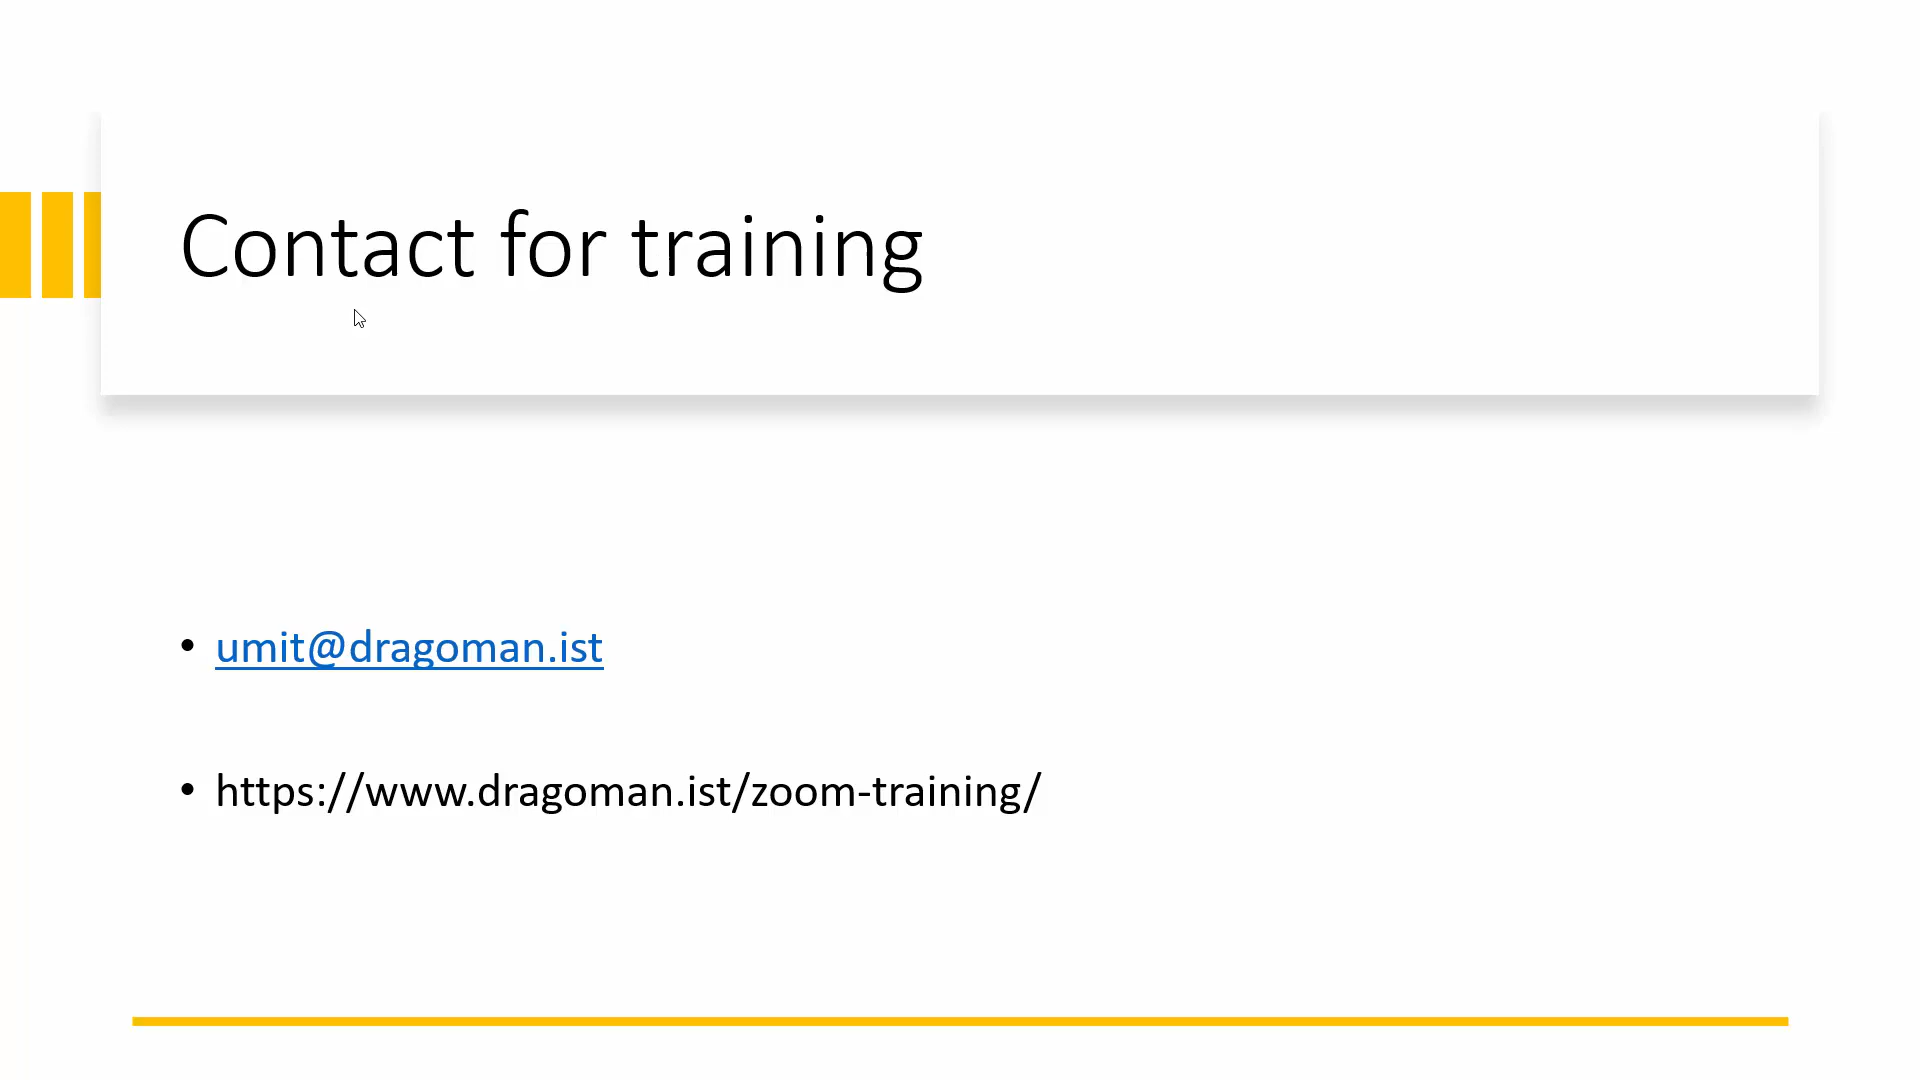 Contact for training
• umit@dragoman.ist
• https://www.dragoman.ist/zoom-training/